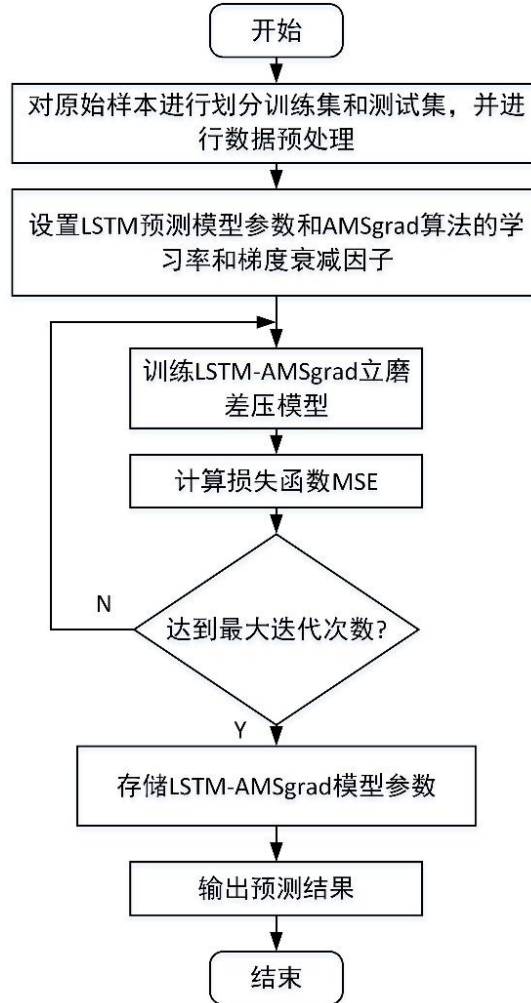 开始
对原始样本进行划分训练集和测试集，并进
行数据预处理
设置LSTM预测模型参数和AMSgrad算法的学
习率和梯度衰减因子
训练LSTM-AMSgrad立磨
差压模型
计算损失函数MSE
N
达到最大迭代次数?
Y
存储LSTM-AMSgrad模型参数
输出预测结果
结束